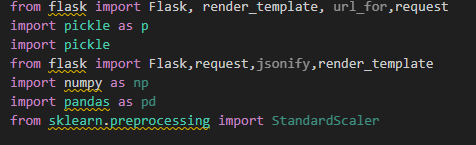 from flask import Flask, render_template, url_for,request
import pickle as p
import pickle
from flask import Flask,request,jsonify,render_template
import numpy as np
import pandas as pd
from sklearn.preprocessing import StandardScaler